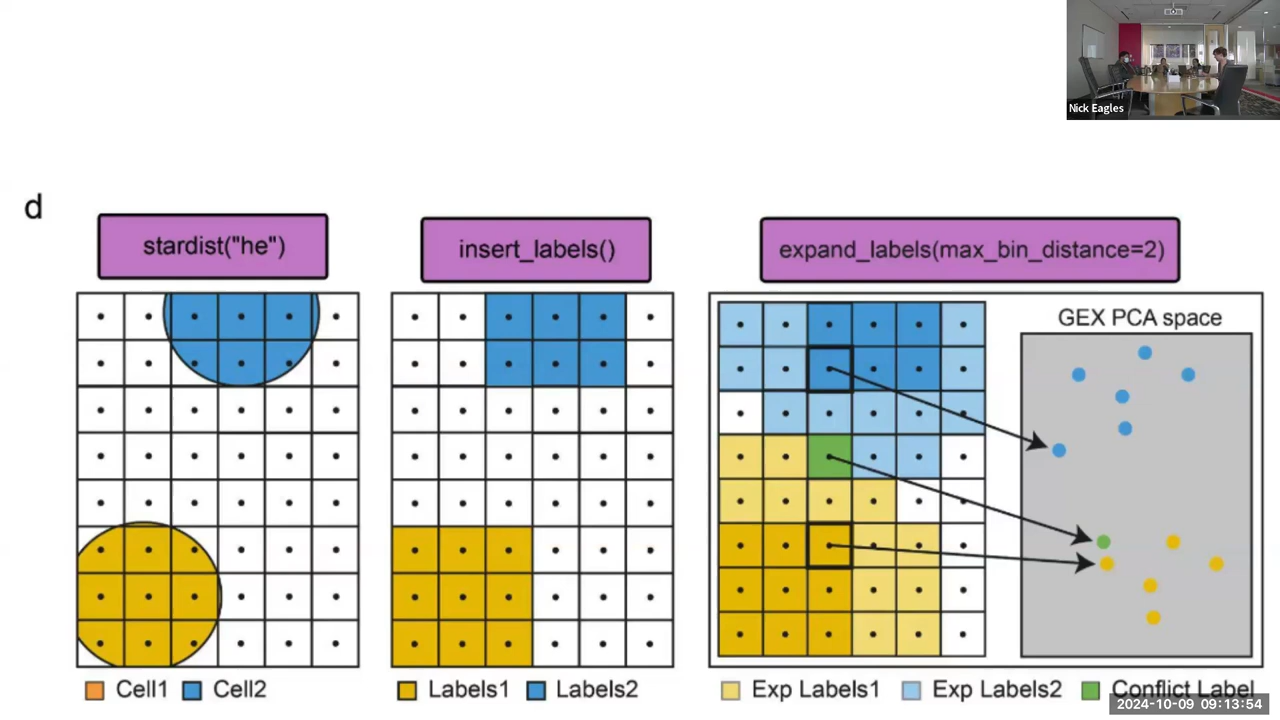 Nick Eagles
d
stardist("he")
insert_labels()
expand_labels(max_bin_distance=2)
GEX PCA space
Cell1
Cell2
Labels1
Labels2
Exp Labels1
Exp Labels2
Conflict Label
2024-10-09 09:13:54